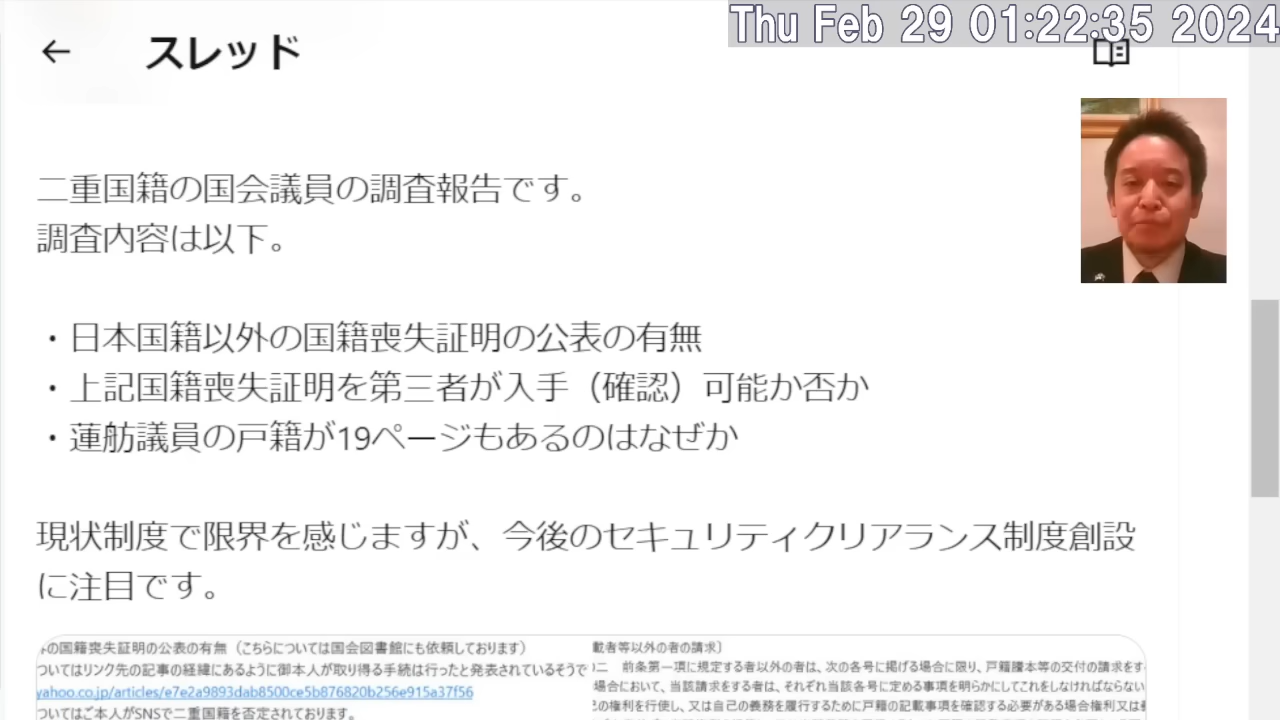 Thu Feb 29 01:22:35 2024
スレッド
二重国籍の国会議員の調査報告です。
調査内容は以下。
・日本国籍以外の国籍喪失証明の公表の有無
・上記国籍喪失証明を第三者が入手（確認）可能か否か
・蓮舫議員の戸籍が19ページもあるのはなぜか
現状制度で限界を感じますが、今後のセキュリティクリアランス制度創設
に注目です。
の国籍喪失証明の公表の有無（こちらについては国会図書館にも依頼しております）
ついてはリンク先の記事の経緯にあるように御本人が取り得る手続は行ったと発表されているそうで
yahoo.co.jp/articles/e7e2a9893dab8500ce5b876820b256e915a37f56
ついてはご本人がSNSで二重国籍を否定されております。
載者等以外の者の請求〕
二　前条第一項に規定する者以外の者は、次の各号に掲げる場合に限り、戸籍謄本等の交付の請求をす
場合において、当該請求をする者は、それぞれ当該各号に定める事項を明らかにしてこれをしなければならない
の権利を行使し、又は自己の義務を履行するために戸籍の記載事項を確認する必要がある場合権利又は